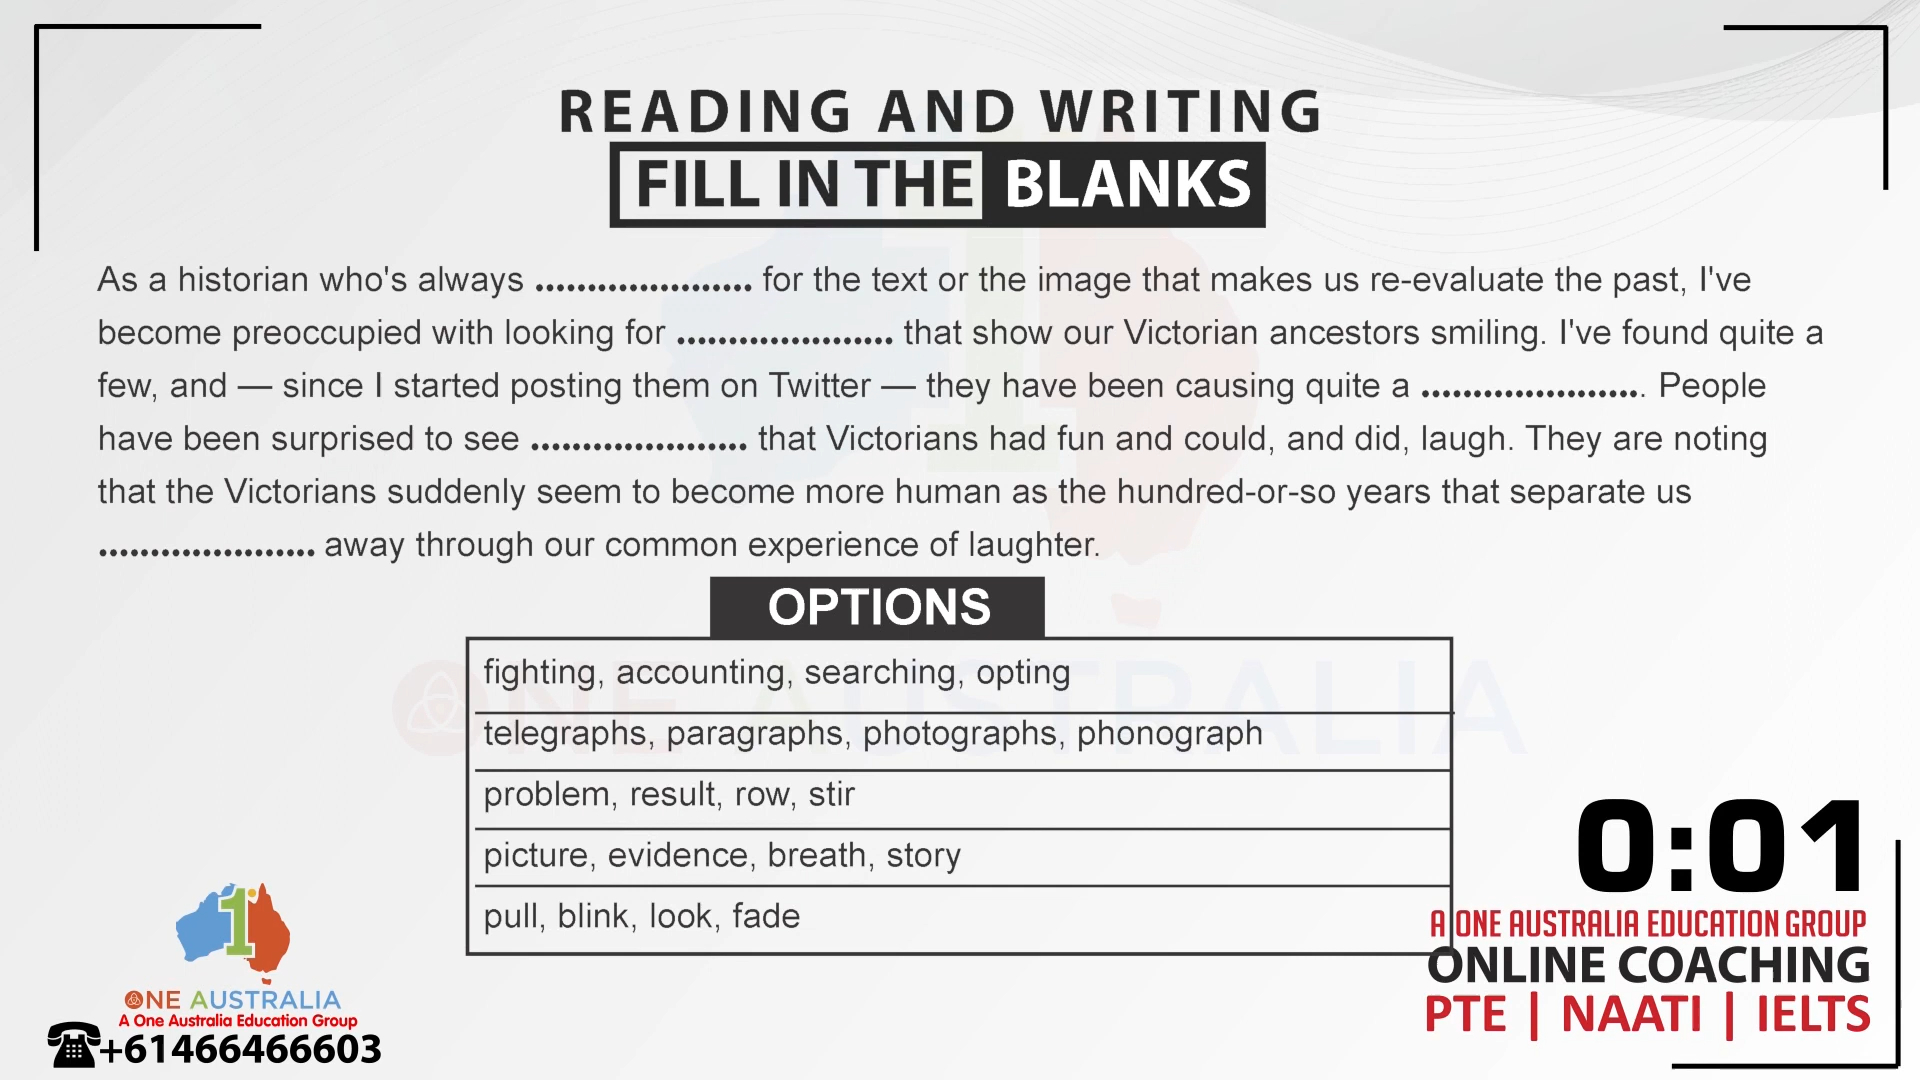 READING AND WRITING
FILL IN THE BLANKS
As a historian who's always ..................... for the text or the image that makes us re-evaluate the past, I've
become preoccupied with looking for ..................... that show our Victorian ancestors smiling. I've found quite a
few, and — since I started posting them on Twitter — they have been causing quite a ...................... People
have been surprised to see ..................... that Victorians had fun and could, and did, laugh. They are noting
that the Victorians suddenly seem to become more human as the hundred-or-so years that separate us
..................... away through our common experience of laughter.
OPTIONS
fighting, accounting, searching, opting
telegraphs, paragraphs, photographs, phonograph
problem, result, row, stir
picture, evidence, breath, story
pull, blink, look, fade
ONE AUSTRALIA
0:01
A ONE AUSTRALIA EDUCATION GROUP
ONLINE COACHING
PTE | NAATI | IELTS
1
ONE AUSTRALIA
A One Australia Education Group
+61466466603